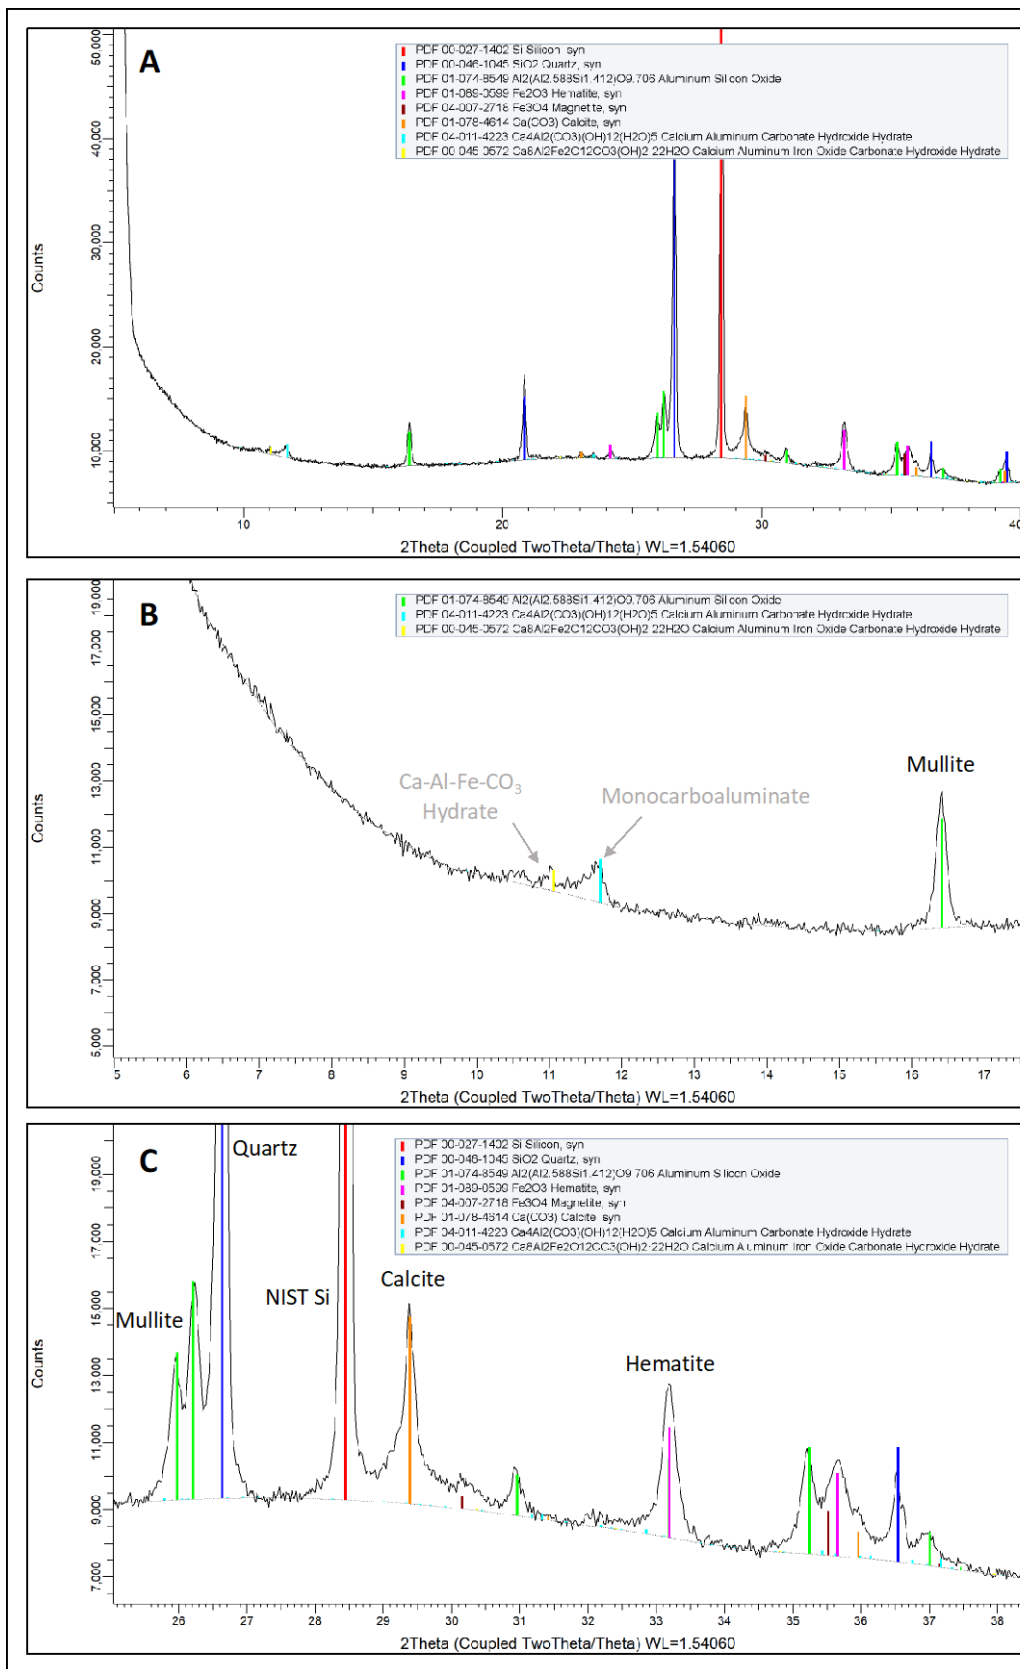 A
PDF 00-027-1402 Si Silicon, syn
PDF 00-046-1045 SiO2 Quartz, syn
PDF 01-074-8549 Al2(Al2.588Si1.412)O9.706 Aluminum Silicon Oxide
PDF 01-089-0599 Fe2O3 Hematite, syn
PDF 04-007-2718 Fe3O4 Magnetite, syn
PDF 01-078-4614 Ca(CO3) Calcite, syn
PDF 04-011-4223 Ca4Al2(CO3)(OH)12(H2O)5 Calcium Aluminum Carbonate Hydroxide Hydrate
PDF 00-045-0572 Ca8Al2Fe2O12CO3(OH)2·22H2O Calcium Aluminum Iron Oxide Carbonate Hydroxide Hydrate
50,000
40,000
30,000
20,000
10,000
Counts
10 20 30 40
2Theta (Coupled TwoTheta/Theta) WL=1.54060
B
PDF 01-074-8549 Al2(Al2.588Si1.412)O9.706 Aluminum Silicon Oxide
PDF 04-011-4223 Ca4Al2(CO3)(OH)12(H2O)5 Calcium Aluminum Carbonate Hydroxide Hydrate
PDF 00-045-0572 Ca8Al2Fe2O12CO3(OH)2·22H2O Calcium Aluminum Iron Oxide Carbonate Hydroxide Hydrate
19,000
17,000
15,000
13,000
11,000
9,000
7,000
5,000
Counts
Ca-Al-Fe-CO₃
Hydrate
Monocarboaluminate
Mullite
5 6 7 8 9 10 11 12 13 14 15 16 17
2Theta (Coupled TwoTheta/Theta) WL=1.54060
C
PDF 00-027-1402 Si Silicon, syn
PDF 00-046-1045 SiO2 Quartz, syn
PDF 01-074-8549 Al2(Al2.588Si1.412)O9.706 Aluminum Silicon Oxide
PDF 01-089-0599 Fe2O3 Hematite, syn
PDF 04-007-2718 Fe3O4 Magnetite, syn
PDF 01-078-4614 Ca(CO3) Calcite, syn
PDF 04-011-4223 Ca4Al2(CO3)(OH)12(H2O)5 Calcium Aluminum Carbonate Hydroxide Hydrate
PDF 00-045-0572 Ca8Al2Fe2O12CO3(OH)2·22H2O Calcium Aluminum Iron Oxide Carbonate Hydroxide Hydrate
Quartz
NIST Si
Calcite
Mullite
Hematite
19,000
17,000
15,000
13,000
11,000
9,000
7,000
Counts
26 27 28 29 30 31 32 33 34 35 36 37 38
2Theta (Coupled TwoTheta/Theta) WL=1.54060